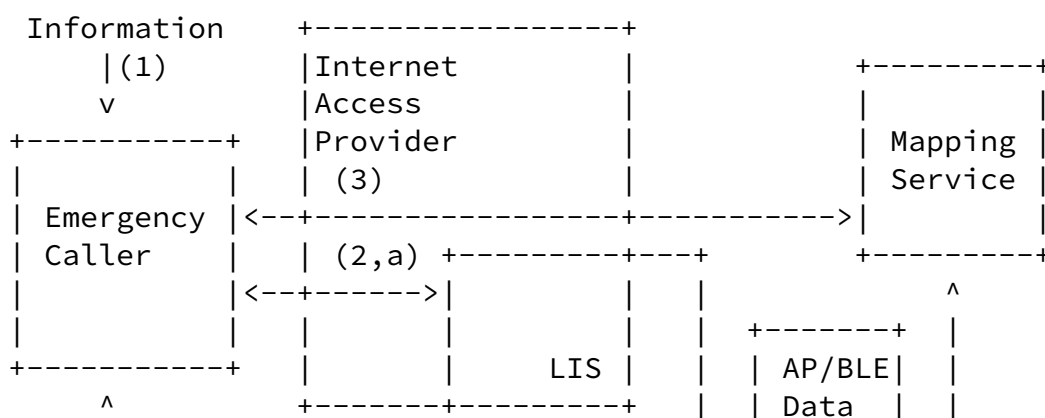 Information
(1)
Internet
Access
Provider
Mapping
(3)
Service
Emergency
Caller
(2,a)
LIS
AP/BLE
Data